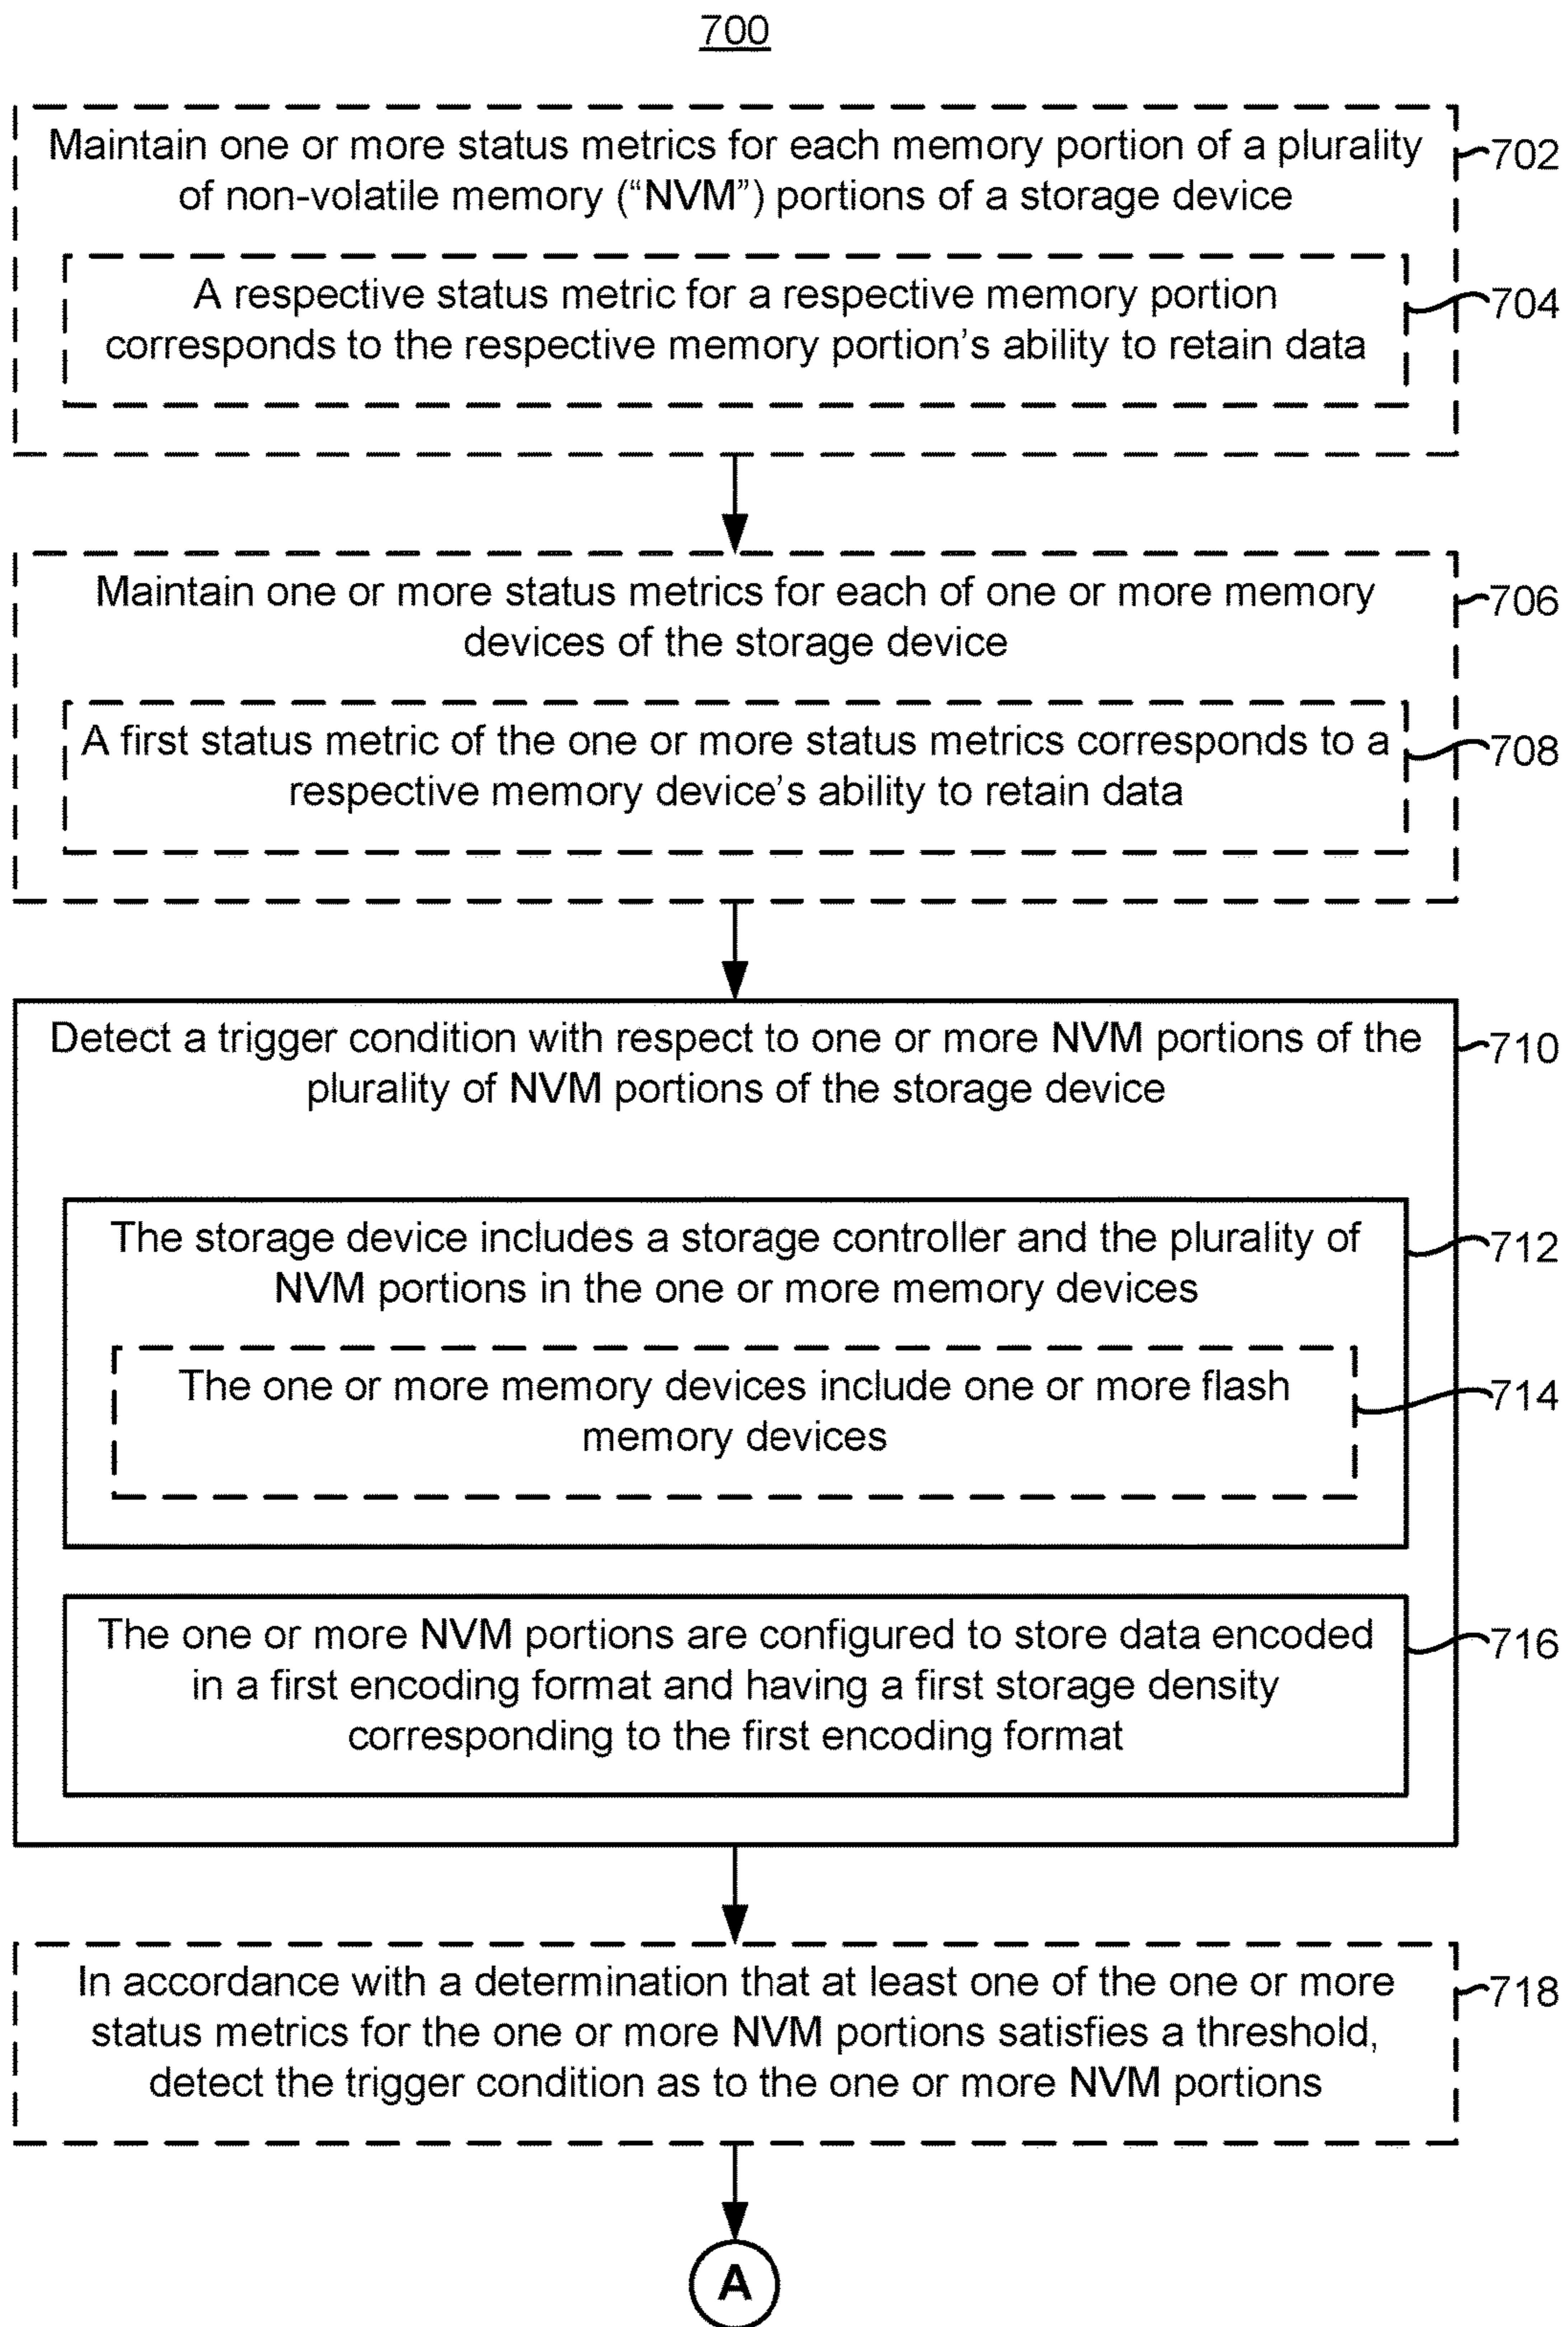 700
Maintain one or more status metrics for each memory portion of a plurality
of non-volatile memory (“NVM”) portions of a storage device
702
A respective status metric for a respective memory portion
corresponds to the respective memory portion’s ability to retain data
704
Maintain one or more status metrics for each of one or more memory
devices of the storage device
706
A first status metric of the one or more status metrics corresponds to a
respective memory device’s ability to retain data
708
Detect a trigger condition with respect to one or more NVM portions of the
plurality of NVM portions of the storage device
710
The storage device includes a storage controller and the plurality of
NVM portions in the one or more memory devices
712
The one or more memory devices include one or more flash
memory devices
714
The one or more NVM portions are configured to store data encoded
in a first encoding format and having a first storage density
corresponding to the first encoding format
716
In accordance with a determination that at least one of the one or more
status metrics for the one or more NVM portions satisfies a threshold,
detect the trigger condition as to the one or more NVM portions
718
A